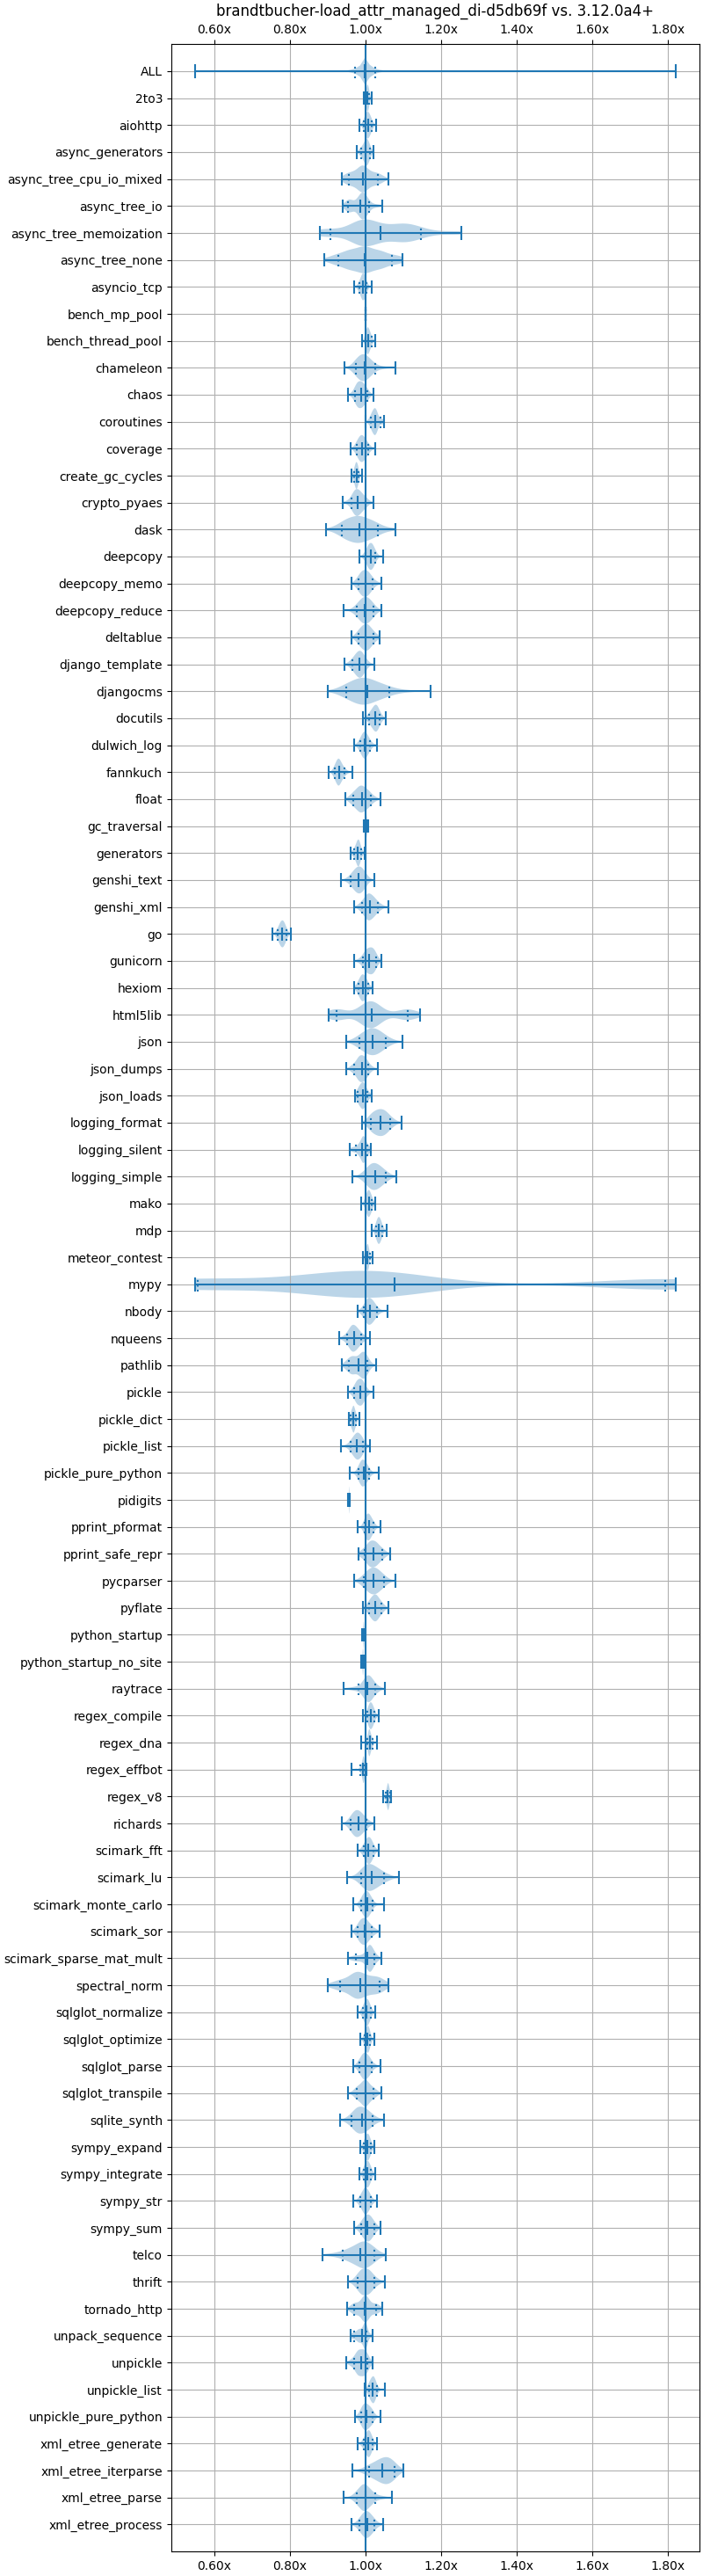 brandtbucher-load_attr_managed_di-d5db69f vs. 3.12.0a4+
0.60x 0.80x 1.00x 1.20x 1.40x 1.60x 1.80x
ALL
2to3
aiohttp
async_generators
async_tree_cpu_io_mixed
async_tree_io
async_tree_memoization
async_tree_none
asyncio_tcp
bench_mp_pool
bench_thread_pool
chameleon
chaos
coroutines
coverage
create_gc_cycles
crypto_pyaes
dask
deepcopy
deepcopy_memo
deepcopy_reduce
deltablue
django_template
djangocms
docutils
dulwich_log
fannkuch
float
gc_traversal
generators
genshi_text
genshi_xml
go
gunicorn
hexiom
html5lib
json
json_dumps
json_loads
logging_format
logging_silent
logging_simple
mako
mdp
meteor_contest
mypy
nbody
nqueens
pathlib
pickle
pickle_dict
pickle_list
pickle_pure_python
pidigits
pprint_pformat
pprint_safe_repr
pycparser
pyflate
python_startup
python_startup_no_site
raytrace
regex_compile
regex_dna
regex_effbot
regex_v8
richards
scimark_fft
scimark_lu
scimark_monte_carlo
scimark_sor
scimark_sparse_mat_mult
spectral_norm
sqlglot_normalize
sqlglot_optimize
sqlglot_parse
sqlglot_transpile
sqlite_synth
sympy_expand
sympy_integrate
sympy_str
sympy_sum
telco
thrift
tornado_http
unpack_sequence
unpickle
unpickle_list
unpickle_pure_python
xml_etree_generate
xml_etree_iterparse
xml_etree_parse
xml_etree_process
0.60x 0.80x 1.00x 1.20x 1.40x 1.60x 1.80x